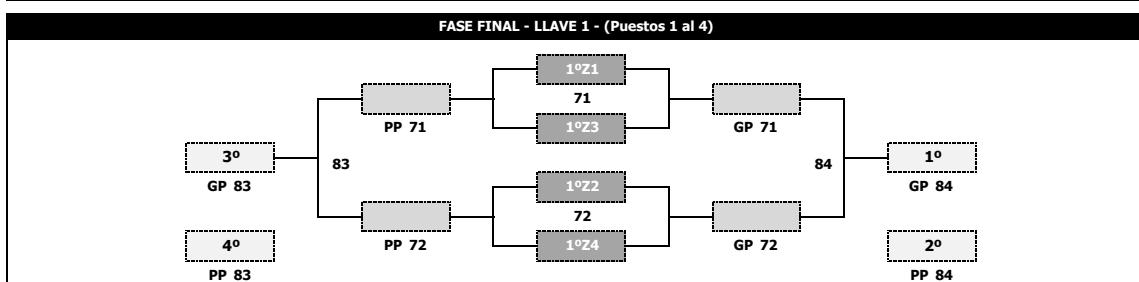 FASE FINAL - LLAVE 1 - (Puestos 1 al 4)
1ºZ1
71
PP 71
1ºZ3
GP 71
3º
83
84
1º
GP 83
GP 84
1ºZ2
72
4º
PP 72
1ºZ4
GP 72
2º
PP 83
PP 84